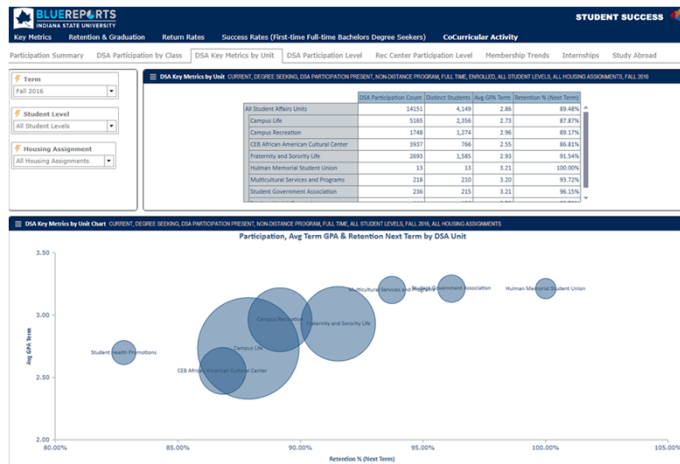 BLUEREPORTS
INDIANA STATE UNIVERSITY
STUDENT SUCCESS
Key Metrics Retention & Graduation Return Rates Success Rates (First-time Full-time Bachelors Degree Seekers) CoCurricular Activity
Participation Summary DSA Participation by Class DSA Key Metrics by Unit DSA Participation Level Rec Center Participation Level Membership Trends Internships Study Abroad
Term
Fall 2016
Student Level
All Student Levels
Housing Assignment
All Housing Assignments
DSA Key Metrics by Unit CURRENT, DEGREE SEEKING, DSA PARTICIPATION PRESENT, NON-DISTANCE PROGRAM, FULL TIME, ENROLLED, ALL STUDENT LEVELS, ALL HOUSING ASSIGNMENTS, FALL 2016
DSA Participation Count Distinct Students Avg GPA Term Retention % (Next Term)
All Student Affairs Units 14151 4,149 2.86 89.48%
Campus Life 5165 2,356 2.73 87.87%
Campus Recreation 1748 1,274 2.96 89.17%
CEB African American Cultural Center 3937 766 2.55 86.81%
Fraternity and Sorority Life 2693 1,585 2.93 91.54%
Hulman Memorial Student Union 13 13 3.21 100.00%
Multicultural Services and Programs 218 210 3.20 93.72%
Student Government Association 236 215 3.21 96.15%
DSA Key Metrics by Unit Chart CURRENT, DEGREE SEEKING, DSA PARTICIPATION PRESENT, NON-DISTANCE PROGRAM, FULL TIME, ALL STUDENT LEVELS, FALL 2016, ALL HOUSING ASSIGNMENTS
Participation, Avg Term GPA & Retention Next Term by DSA Unit
3.50
Multicultural Services and Programs Student Government Association Hulman Memorial Student Union
3.00
Campus Recreation Fraternity and Sorority Life
Avg GPA Term
Student Health Promotions Campus Life
2.50
CEB African American Cultural Center
2.00
80.00% 85.00% 90.00% 95.00% 100.00% 105.00%
Retention % (Next Term)